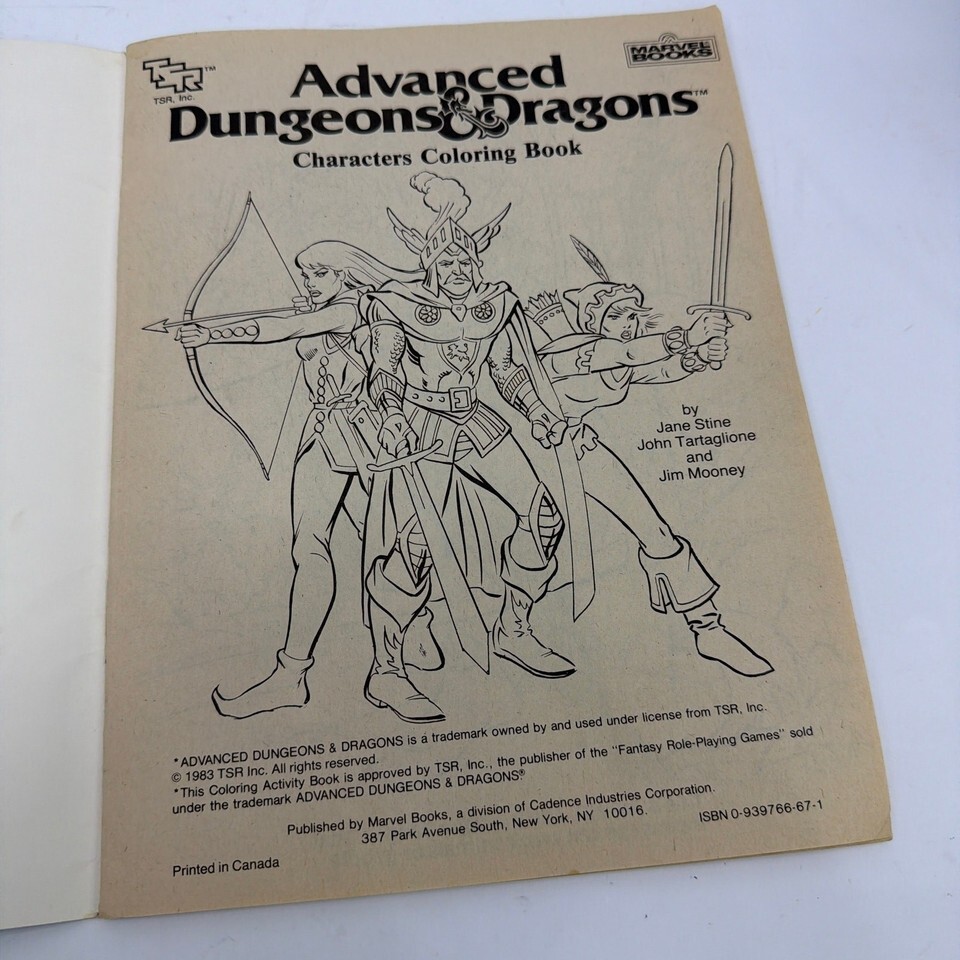 TSR™
TSR, Inc.
MARVEL
BOOKS
Advanced
Dungeons & Dragons™
Characters Coloring Book
by
Jane Stine
John Tartaglione
and
Jim Mooney
*ADVANCED DUNGEONS & DRAGONS is a trademark owned by and used under license from TSR, Inc.
© 1983 TSR Inc. All rights reserved.
*This Coloring Activity Book is approved by TSR, Inc., the publisher of the "Fantasy Role-Playing Games" sold
under the trademark ADVANCED DUNGEONS & DRAGONS®
Published by Marvel Books, a division of Cadence Industries Corporation.
387 Park Avenue South, New York, NY 10016.
ISBN 0-939766-67-1
Printed in Canada